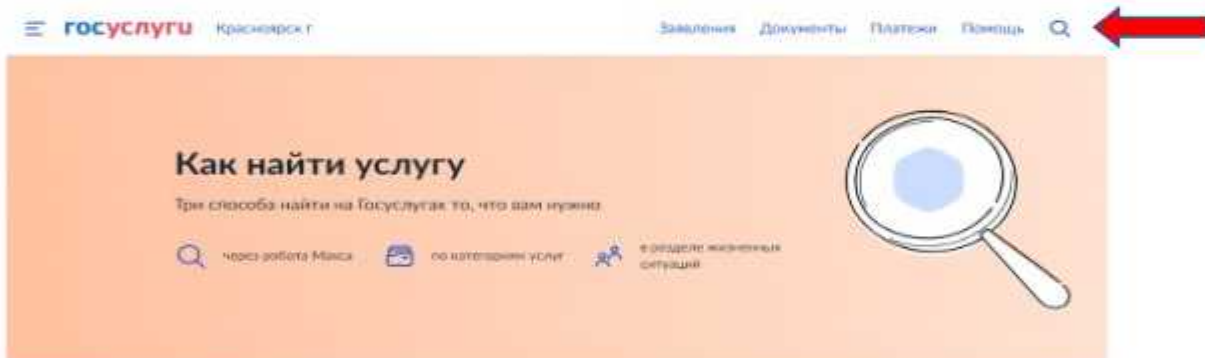 госуслуги Красноярск г Заявления Документы Платежи Помощь
Как найти услугу
Три способа найти на Госуслугах то, что вам нужно
через робота Макса по категориям услуг в разделе жизненных
ситуаций